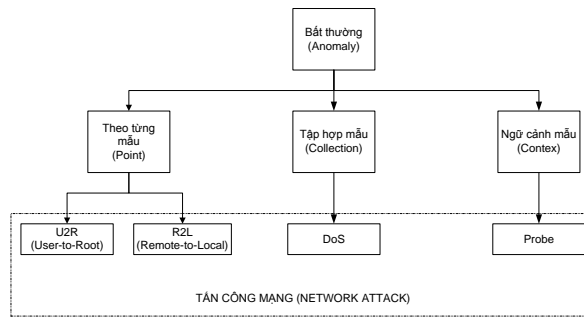 Bất thường
(Anomaly)
Theo từng
mẫu
(Point)
Tập hợp mẫu
(Collection)
Ngữ cảnh mẫu
(Contex)
U2R
(User-to-Root)
R2L
(Remote-to-Local)
DoS
Probe
TẤN CÔNG MẠNG (NETWORK ATTACK)